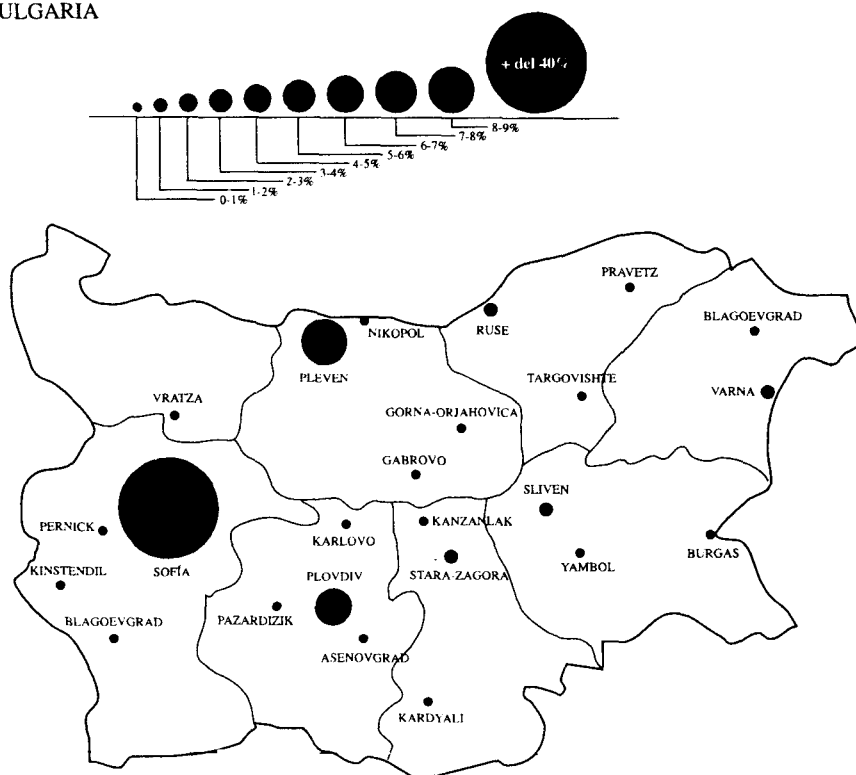 ULGARIA
+ del 40%
8-9%
7-8%
6-7%
5-6%
4-5%
3-4%
2-3%
1-2%
0-1%
PRAVETZ
NIKOPOL
RUSE
BLAGOEVGRAD
PLEVEN
TARGOVISHTE
VARNA
VRATZA
GORNA-ORJAHOVICA
GABROVO
SLIVEN
PERNICK
KARLOVO
KANZANLAK
BURGAS
KINSTENDIL
SOFÍA
PLOVDIV
STARA-ZAGORA
YAMBOL
BLAGOEVGRAD
PAZARDIZIK
ASENOVGRAD
KARDYALI